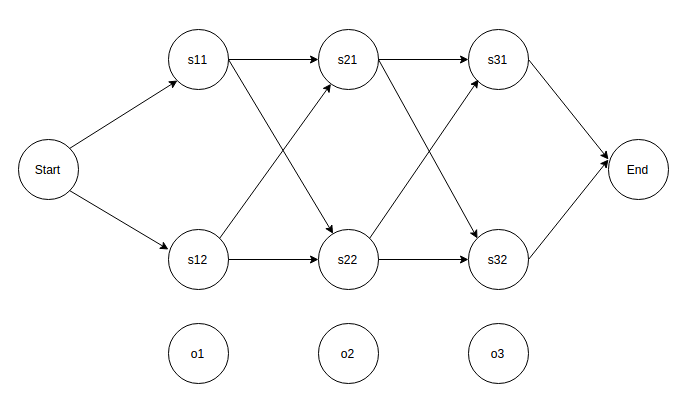 s11
s21
s31
Start
End
s12
s22
s32
o1
o2
o3